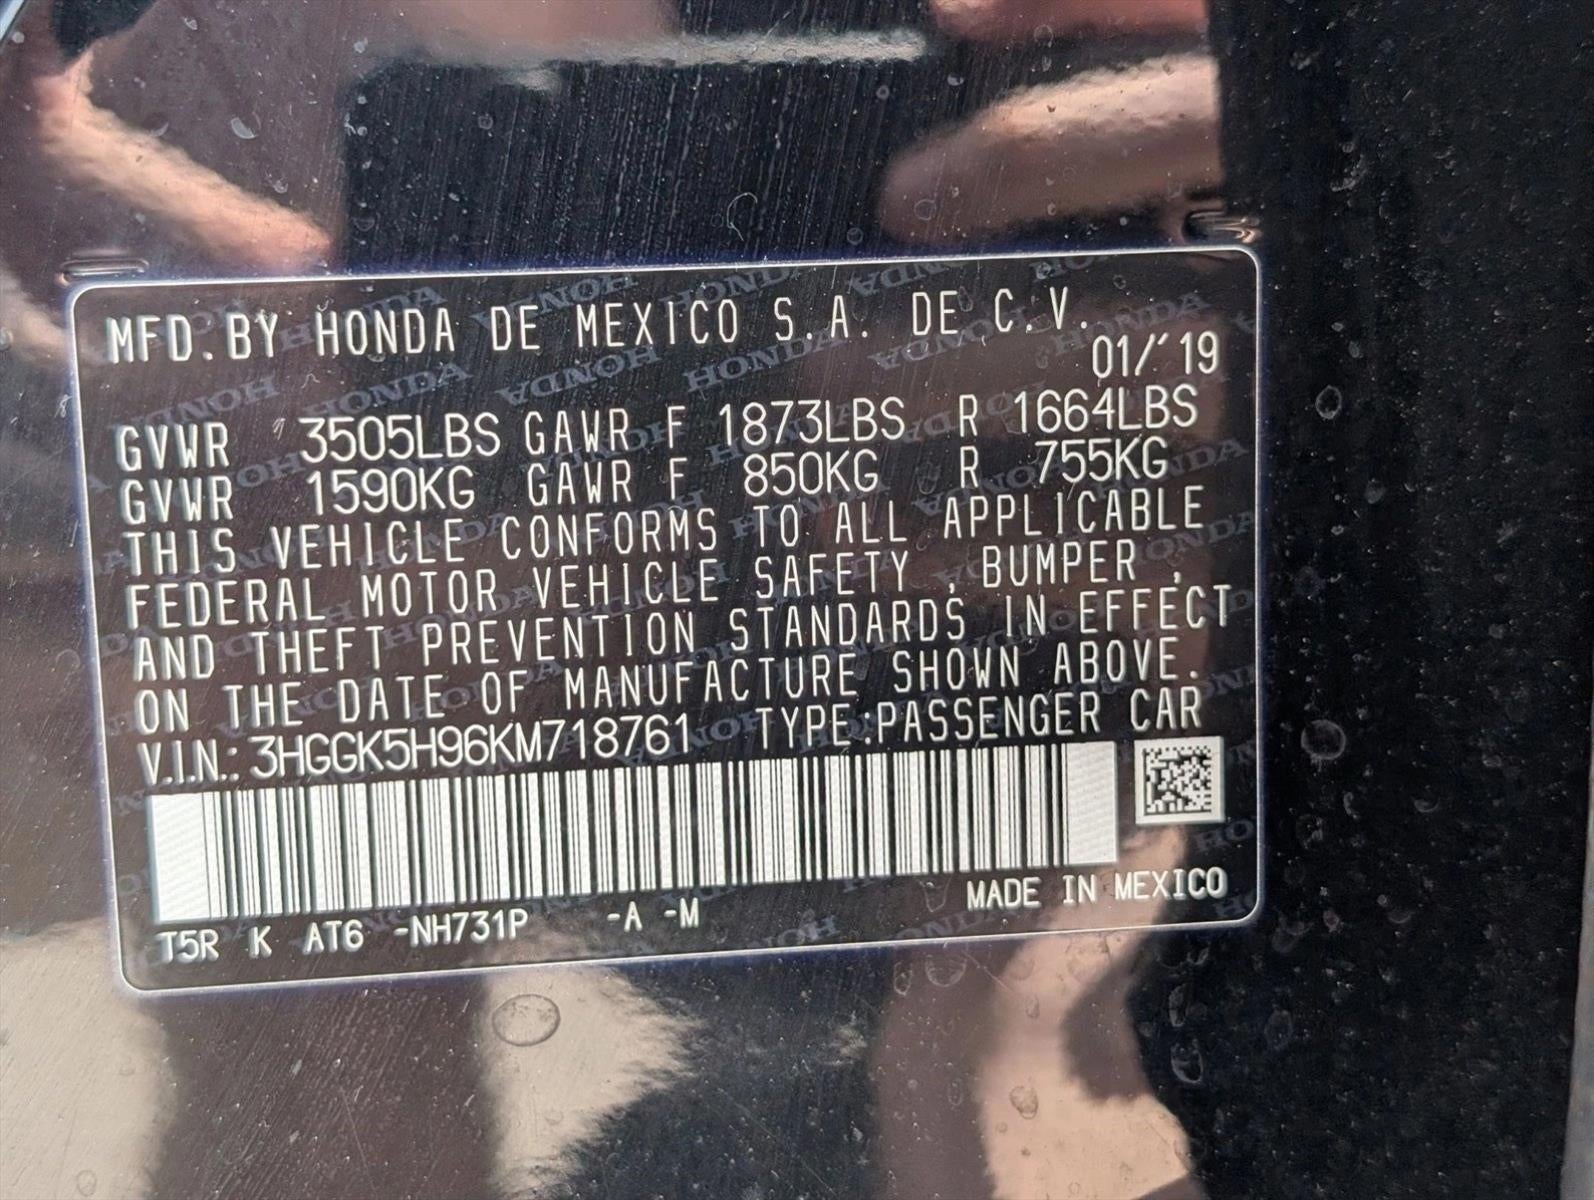 MFD. BY HONDA DE MEXICO S.A. DE C.V.
01/'19
GVWR 3505LBS GAWR F 1873LBS R 1664LBS
GVWR 1590KG GAWR F 850KG R 755KG
THIS VEHICLE CONFORMS TO ALL APPLICABLE
FEDERAL MOTOR VEHICLE SAFETY , BUMPER ,
AND THEFT PREVENTION STANDARDS IN EFFECT
ON THE DATE OF MANUFACTURE SHOWN ABOVE.
V.I.N.: 3HGGK5H96KM718761 TYPE:PASSENGER CAR
MADE IN MEXICO
T5R K AT6 -NH731P -A -M